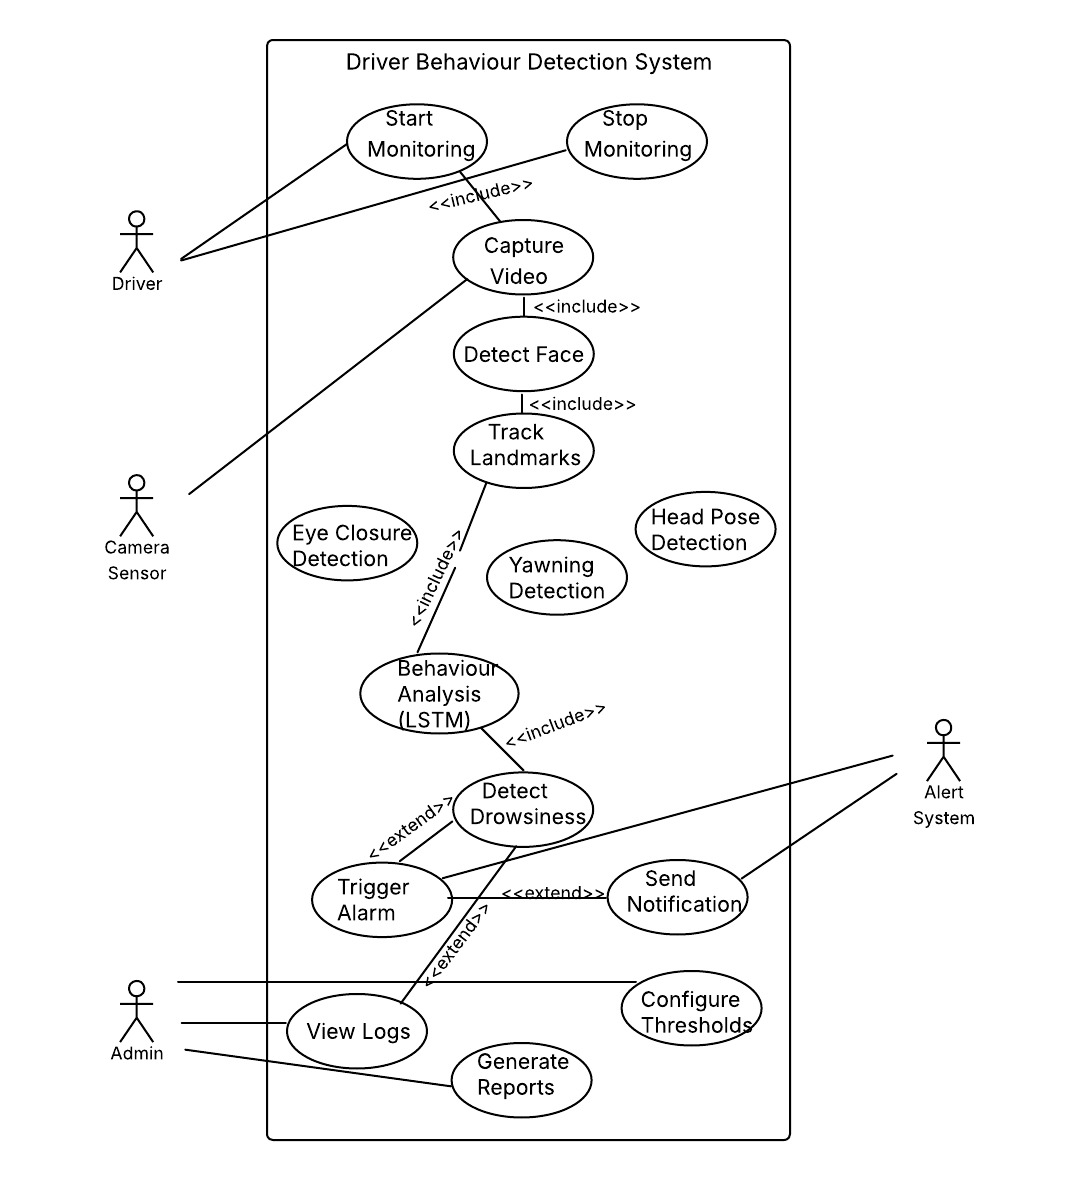 Driver Behaviour Detection System
Start
Monitoring
Stop
Monitoring
<<include>>
Driver
Capture
Video
<<include>>
Detect Face
<<include>>
Track
Landmarks
Camera
Sensor
Eye Closure
Detection
Head Pose
Detection
Yawning
Detection
<<include>>
Behaviour
Analysis
(LSTM)
<<include>>
Detect
Drowsiness
Alert
System
<<extend>>
Trigger
Alarm
<<extend>>
Send
Notification
<<extend>>
Admin
Configure
Thresholds
View Logs
Generate
Reports